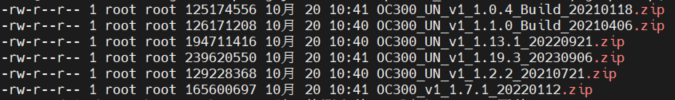 -rw-r--r-- 1 root root 125174556 10月 20 10:41 OC300_UN_v1_1.0.4_Build_20210118.zip
-rw-r--r-- 1 root root 126171208 10月 20 10:40 OC300_UN_v1_1.1.0_Build_20210406.zip
-rw-r--r-- 1 root root 194711416 10月 20 10:40 OC300_UN_v1_1.13.1_20220921.zip
-rw-r--r-- 1 root root 239620550 10月 20 10:41 OC300_UN_v1_1.19.3_20230906.zip
-rw-r--r-- 1 root root 129228368 10月 20 10:40 OC300_UN_v1_1.2.2_20210721.zip
-rw-r--r-- 1 root root 165600697 10月 20 10:41 OC300_v1_1.7.1_20220112.zip